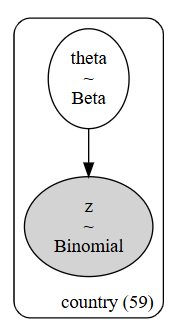 theta
~
Beta
z
~
Binomial
country (59)